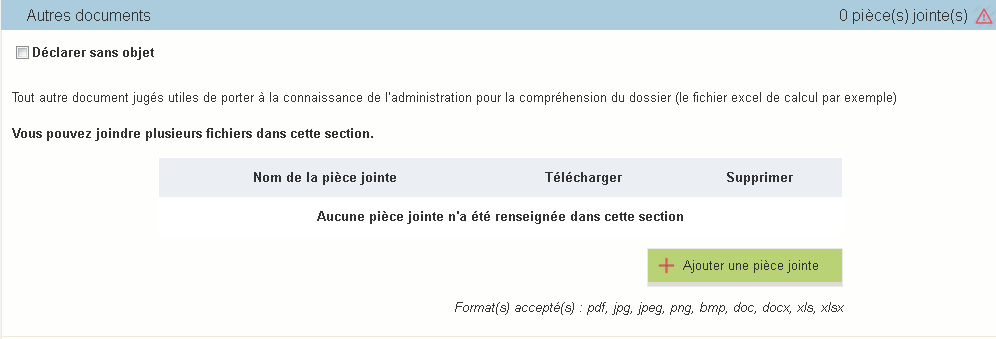 Autres documents 0 pièce(s) jointe(s)
Déclarer sans objet
Tout autre document jugés utiles de porter à la connaissance de l'administration pour la compréhension du dossier (le fichier excel de calcul par exemple)
Vous pouvez joindre plusieurs fichiers dans cette section.
Nom de la pièce jointe Télécharger Supprimer
Aucune pièce jointe n'a été renseignée dans cette section
Ajouter une pièce jointe
Format(s) accepté(s) : pdf, jpg, jpeg, png, bmp, doc, docx, xls, xlsx